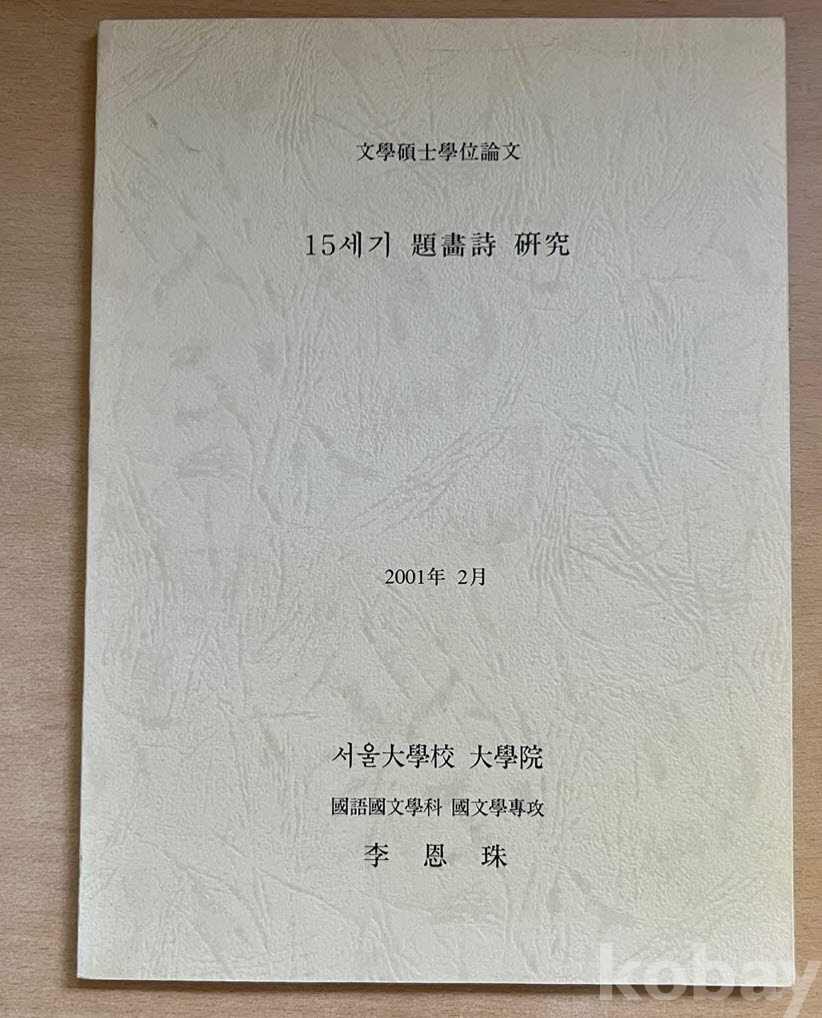 文學碩士學位論文
15세기 題畵詩 硏究
2001年 2月
서울大學校 大學院
國語國文學科 國文學專攻
李 恩 珠
kobay